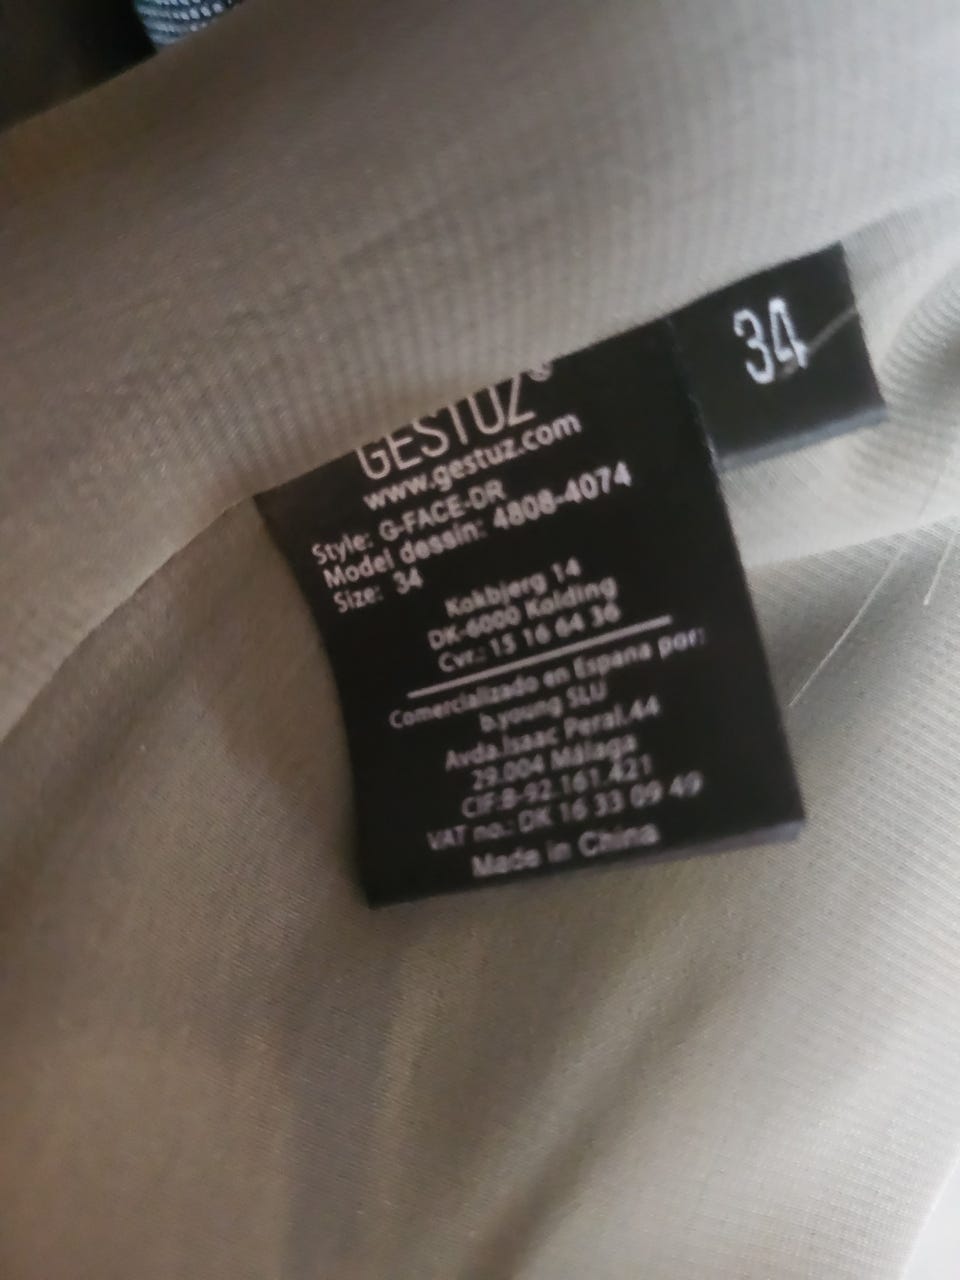 34
GESTUZ®
www.gestuz.com
Style: G-FACE-DR
Model dessin: 4808-4074
Size: 34
Kokbjerg 14
DK-6000 Kolding
Cvr.: 15 16 64 36
Comercializado en Espana por:
b.young SLU
Avda.Isaac Peral.44
29.004 Málaga
CIF:B-92.161.421
VAT no.: DK 16 33 09 49
Made in China